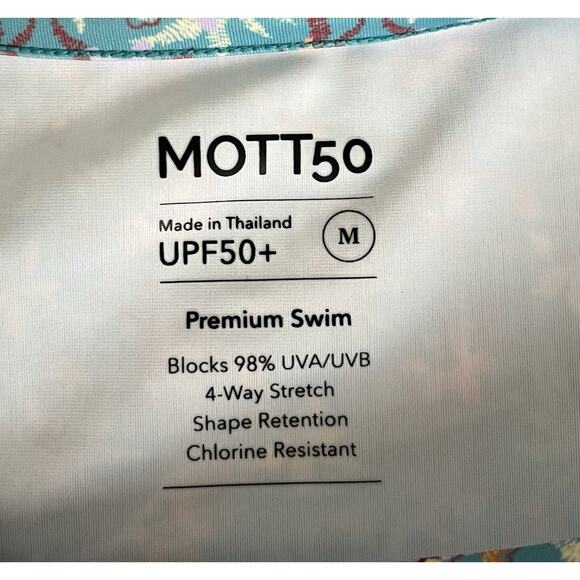 MOTT50
Made in Thailand
UPF50+
M
Premium Swim
Blocks 98% UVA/UVB
4-Way Stretch
Shape Retention
Chlorine Resistant